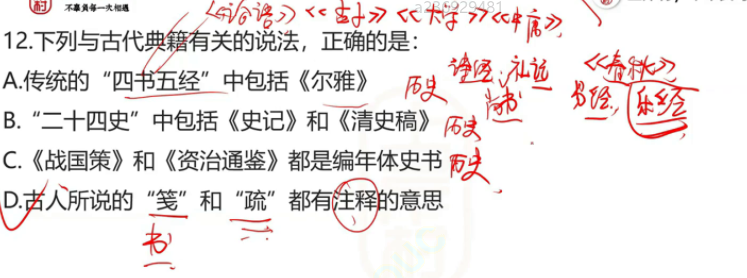 不辜负每一次相遇
《论语》《孟子》《大学》《中庸》
12.下列与古代典籍有关的说法，正确的是：
A.传统的“四书五经”中包括《尔雅》
诗经，礼记 《春秋》
历史 尚书 易经，乐经
B.“二十四史”中包括《史记》和《清史稿》 历史
C.《战国策》和《资治通鉴》都是编年体史书 历史
D.古人所说的“笺”和“疏”都有注释的意思
书